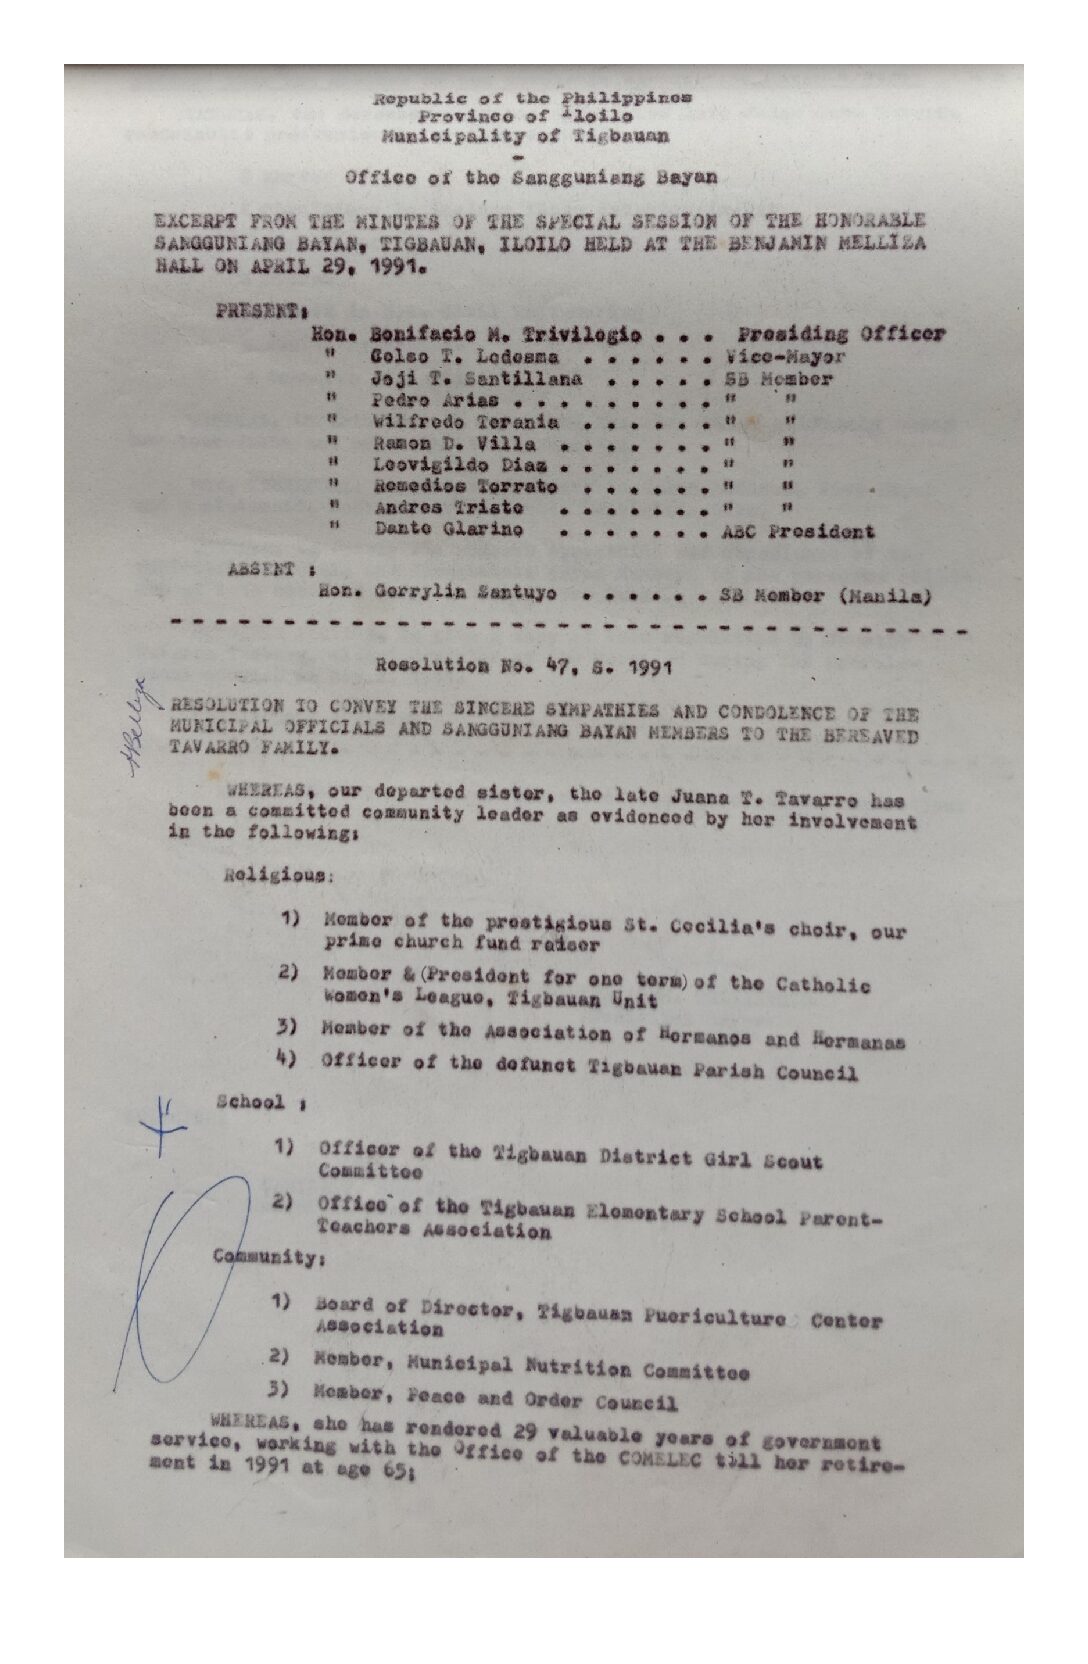 Republic of the Philippines
Province of Iloilo
Municipality of Tigbauan
-
Office of the Sangguniang Bayan
EXCERPT FROM THE MINUTES OF THE SPECIAL SESSION OF THE HONORABLE
SANGGUNIANG BAYAN, TIGBAUAN, ILOILO HELD AT THE BENJAMIN MELLIZA
HALL ON APRIL 29, 1991.
PRESENT:
Hon. Bonifacio M. Trivilegio . . . Presiding Officer
" Celso T. Ledesma . . . . . . Vice-Mayor
" Joji T. Santillana . . . . . SB Member
" Pedro Arias . . . . . . . . . " "
" Wilfredo Terania . . . . . . " "
" Ramon D. Villa . . . . . . . " "
" Leovigildo Diaz . . . . . . . " "
" Remedios Torrato . . . . . . " "
" Andres Triste . . . . . . . " "
" Dante Glarino . . . . . . . ABC President
ABSENT :
Hon. Gerrylin Santuyo . . . . . . SB Member (Manila)
- - - - - - - - - - - - - - - - - - - - - - - - - - - - - - - - - - -
Resolution No. 47, S. 1991
RESOLUTION TO CONVEY THE SINCERE SYMPATHIES AND CONDOLENCE OF THE
MUNICIPAL OFFICIALS AND SANGGUNIANG BAYAN MEMBERS TO THE BEREAVED
TAVARRO FAMILY.
WHEREAS, our departed sister, the late Juana T. Tavarro has
been a committed community leader as evidenced by her involvement
in the following:
Religious:
1) Member of the prestigious St. Cecilia's choir, our
prime church fund raiser
2) Member & (President for one term) of the Catholic
Women's League, Tigbauan Unit
3) Member of the Association of Hermanos and Hermanas
4) Officer of the defunct Tigbauan Parish Council
School :
1) Officer of the Tigbauan District Girl Scout
Committee
2) Office of the Tigbauan Elementary School Parent-
Teachers Association
Community:
1) Board of Director, Tigbauan Puericulture Center
Association
2) Member, Municipal Nutrition Committee
3) Member, Peace and Order Council
WHEREAS, she has rendered 29 valuable years of government
service, working with the Office of the COMELEC till her retire-
ment in 1991 at age 65;